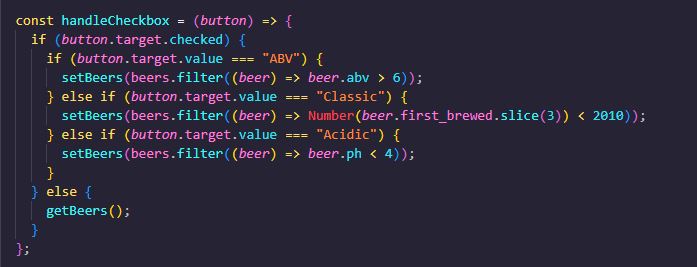 const handleCheckbox = (button) => {
  if (button.target.checked) {
    if (button.target.value === "ABV") {
      setBeers(beers.filter((beer) => beer.abv > 6));
    } else if (button.target.value === "Classic") {
      setBeers(beers.filter((beer) => Number(beer.first_brewed.slice(3)) < 2010));
    } else if (button.target.value === "Acidic") {
      setBeers(beers.filter((beer) => beer.ph < 4));
    }
  } else {
    getBeers();
  }
};